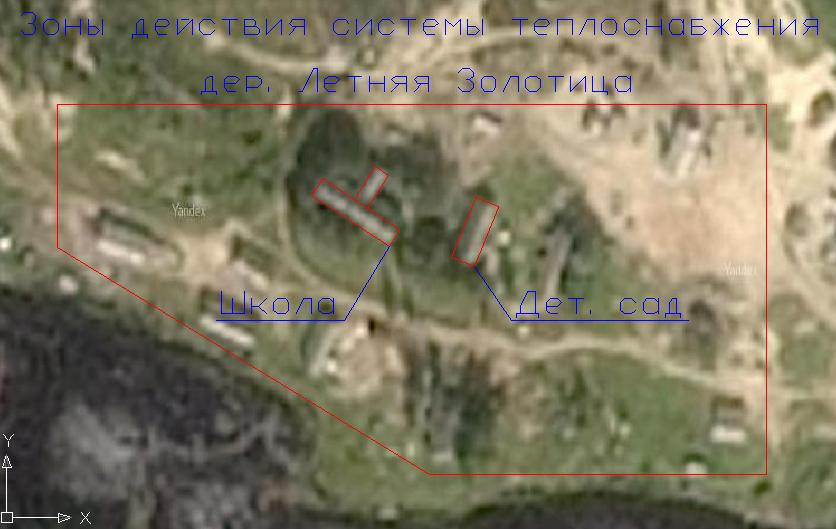 Зоны действия системы теплоснабжения
дер. Летняя Золотица
Yandex
Yandex
Школа
Дет. сад
Y
X